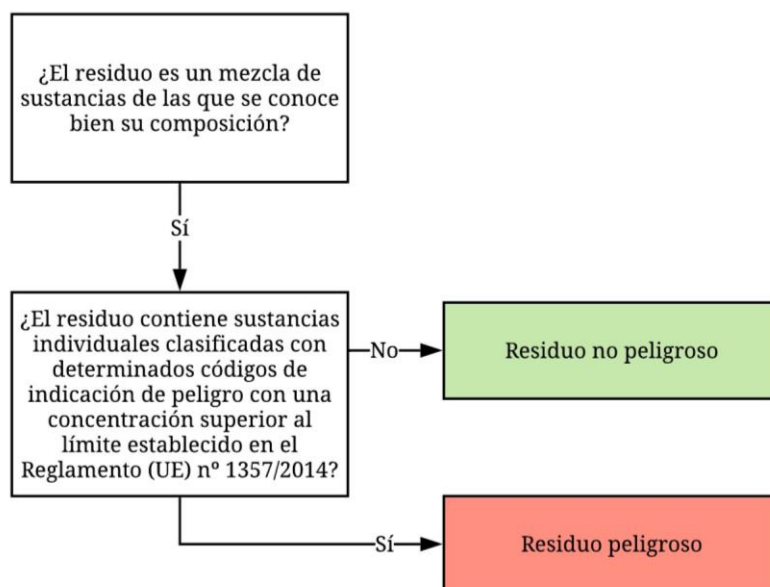 ¿El residuo es un mezcla de
sustancias de las que se conoce
bien su composición?
Sí
¿El residuo contiene sustancias
individuales clasificadas con
determinados códigos de
indicación de peligro con una
concentración superior al
límite establecido en el
Reglamento (UE) nº 1357/2014?
No
Residuo no peligroso
Sí
Residuo peligroso